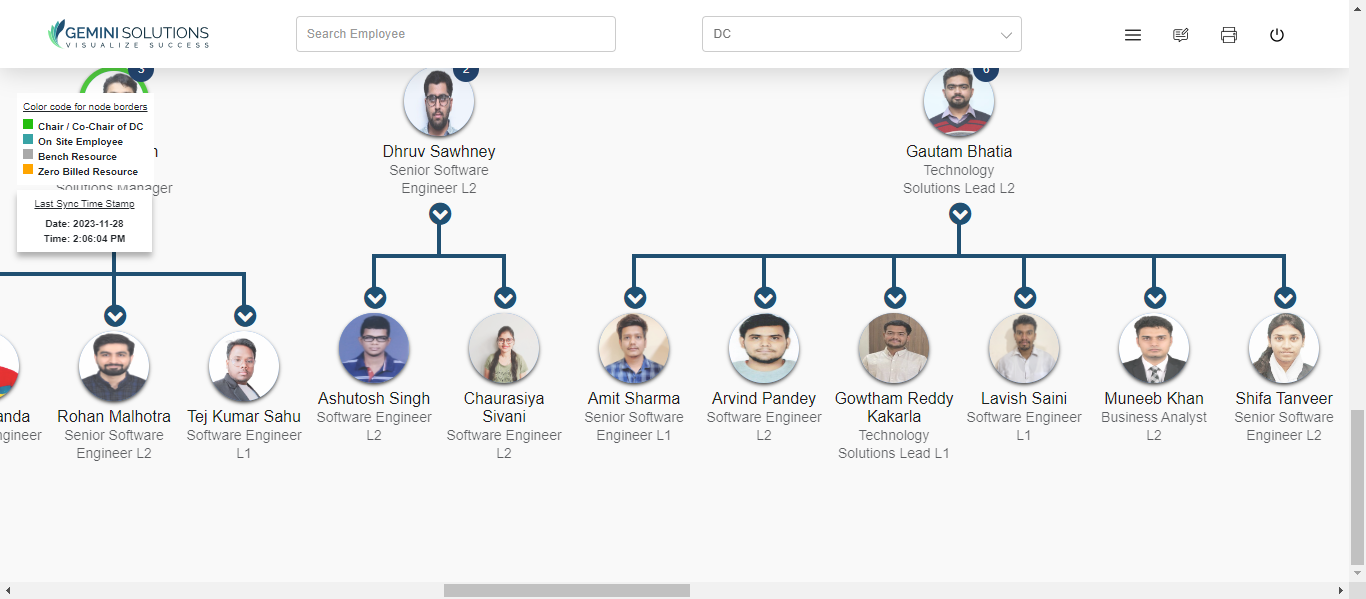 GEMINI SOLUTIONS
VISUALIZE SUCCESS
Search Employee
DC
3
2
6
Color code for node borders
Chair / Co-Chair of DC
On Site Employee
Bench Resource
Zero Billed Resource
Solutions Manager
Last Sync Time Stamp
Date: 2023-11-28
Time: 2:06:04 PM
Dhruv Sawhney
Senior Software
Engineer L2
Gautam Bhatia
Technology
Solutions Lead L2
Rohan Malhotra
Senior Software
Engineer L2
Tej Kumar Sahu
Software Engineer
L1
Ashutosh Singh
Software Engineer
L2
Chaurasiya
Sivani
Software Engineer
L2
Amit Sharma
Senior Software
Engineer L1
Arvind Pandey
Software Engineer
L2
Gowtham Reddy
Kakarla
Technology
Solutions Lead L1
Lavish Saini
Software Engineer
L1
Muneeb Khan
Business Analyst
L2
Shifa Tanveer
Senior Software
Engineer L2